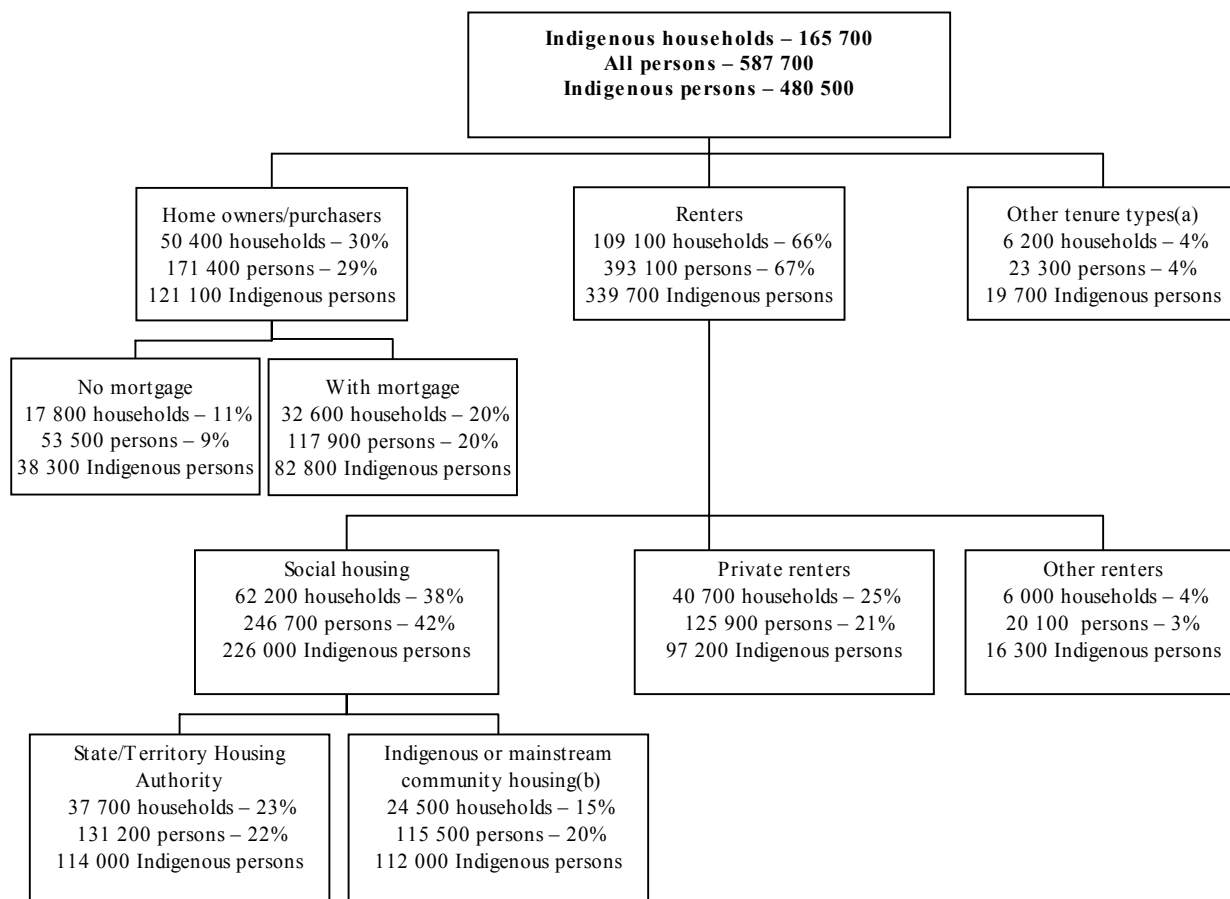 Indigenous households – 165 700
All persons – 587 700
Indigenous persons – 480 500
Home owners/purchasers
50 400 households – 30%
171 400 persons – 29%
121 100 Indigenous persons
Renters
109 100 households – 66%
393 100 persons – 67%
339 700 Indigenous persons
Other tenure types(a)
6 200 households – 4%
23 300 persons – 4%
19 700 Indigenous persons
No mortgage
17 800 households – 11%
53 500 persons – 9%
38 300 Indigenous persons
With mortgage
32 600 households – 20%
117 900 persons – 20%
82 800 Indigenous persons
Social housing
62 200 households – 38%
246 700 persons – 42%
226 000 Indigenous persons
Private renters
40 700 households – 25%
125 900 persons – 21%
97 200 Indigenous persons
Other renters
6 000 households – 4%
20 100 persons – 3%
16 300 Indigenous persons
State/Territory Housing
Authority
37 700 households – 23%
131 200 persons – 22%
114 000 Indigenous persons
Indigenous or mainstream
community housing(b)
24 500 households – 15%
115 500 persons – 20%
112 000 Indigenous persons